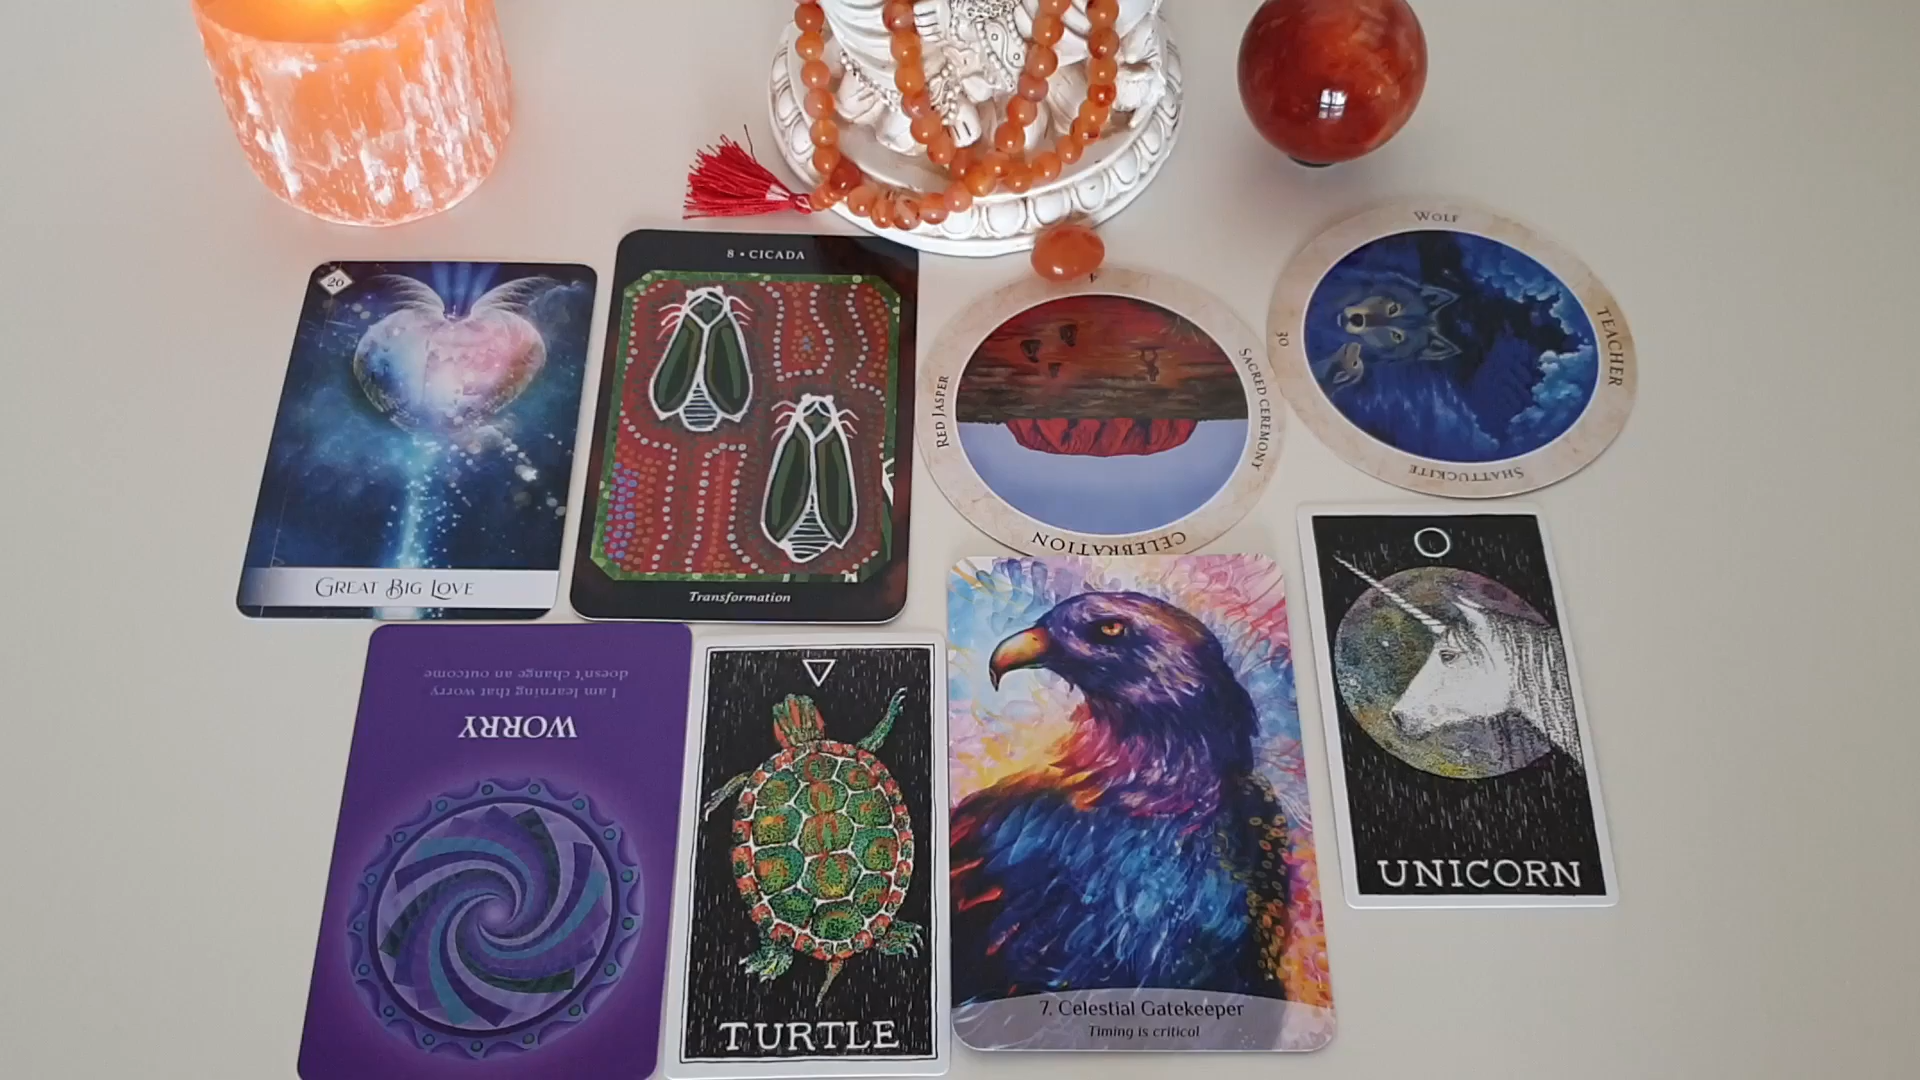 26
GREAT BIG LOVE
8 • CICADA
Transformation
RED JASPER
SACRED CEREMONY
CELEBRATION
WOLF
TEACHER
SHATTUCKITE
30
WORRY
I am learning that worry
doesn't change an outcome
TURTLE
7. Celestial Gatekeeper
Timing is critical
UNICORN